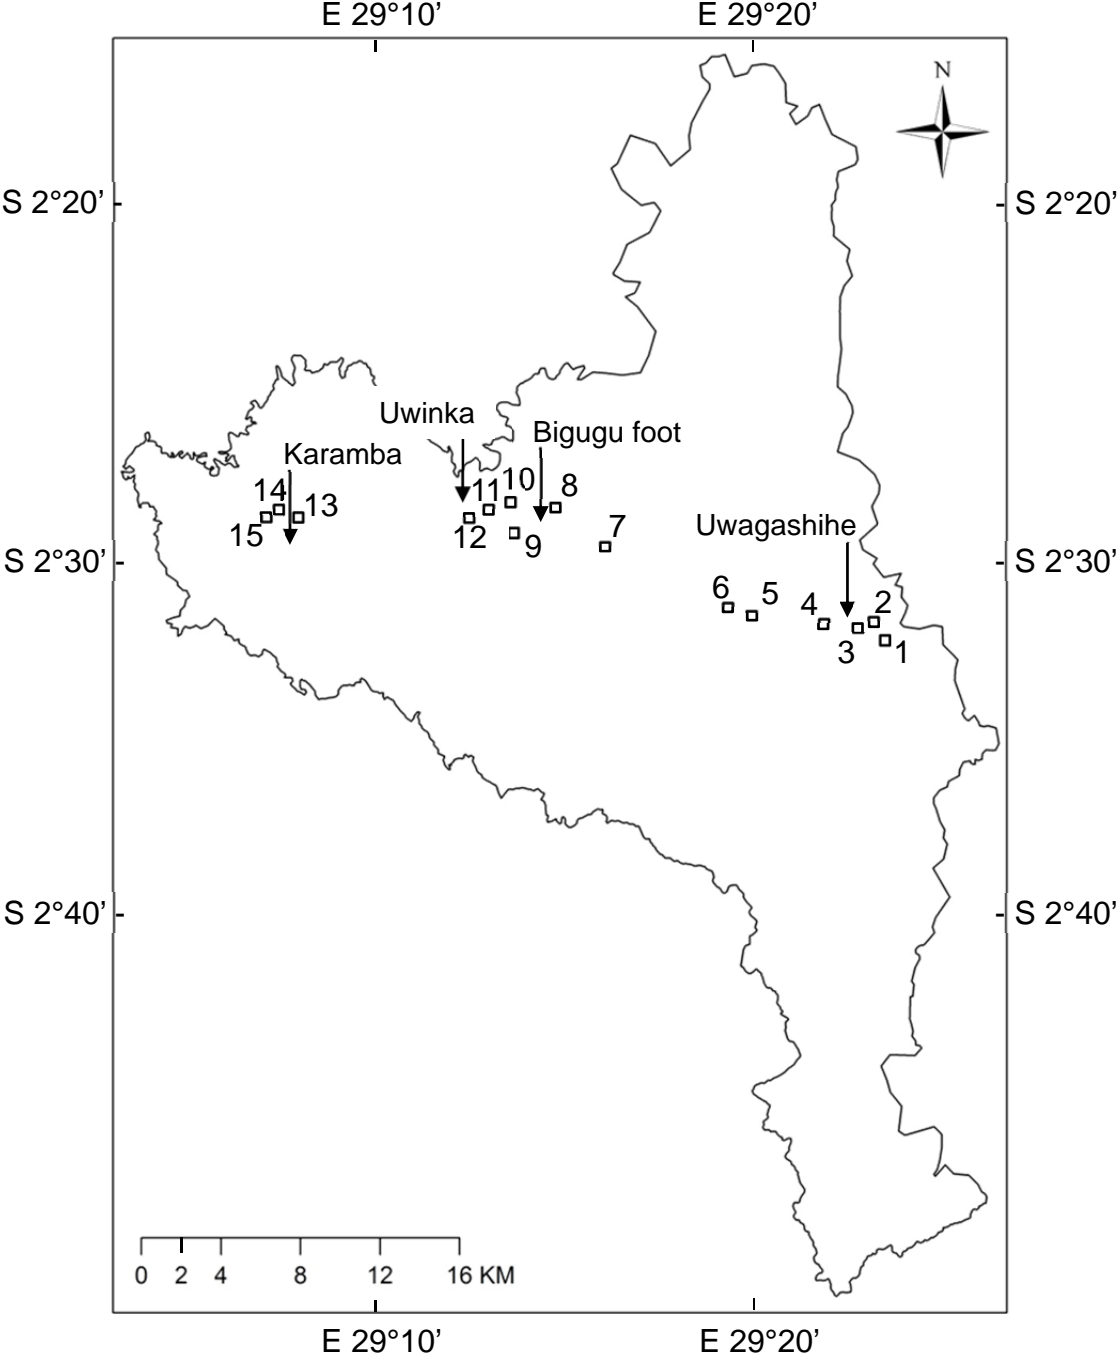 E 29°10’ E 29°20’
N
S 2°20’ S 2°20’
Uwinka
Bigugu foot
Karamba
14 13 11 10 8
15 12 9 7
Uwagashihe
S 2°30’ S 2°30’
6 5 4 2
3 1
S 2°40’ S 2°40’
0 2 4 8 12 16 KM
E 29°10’ E 29°20’